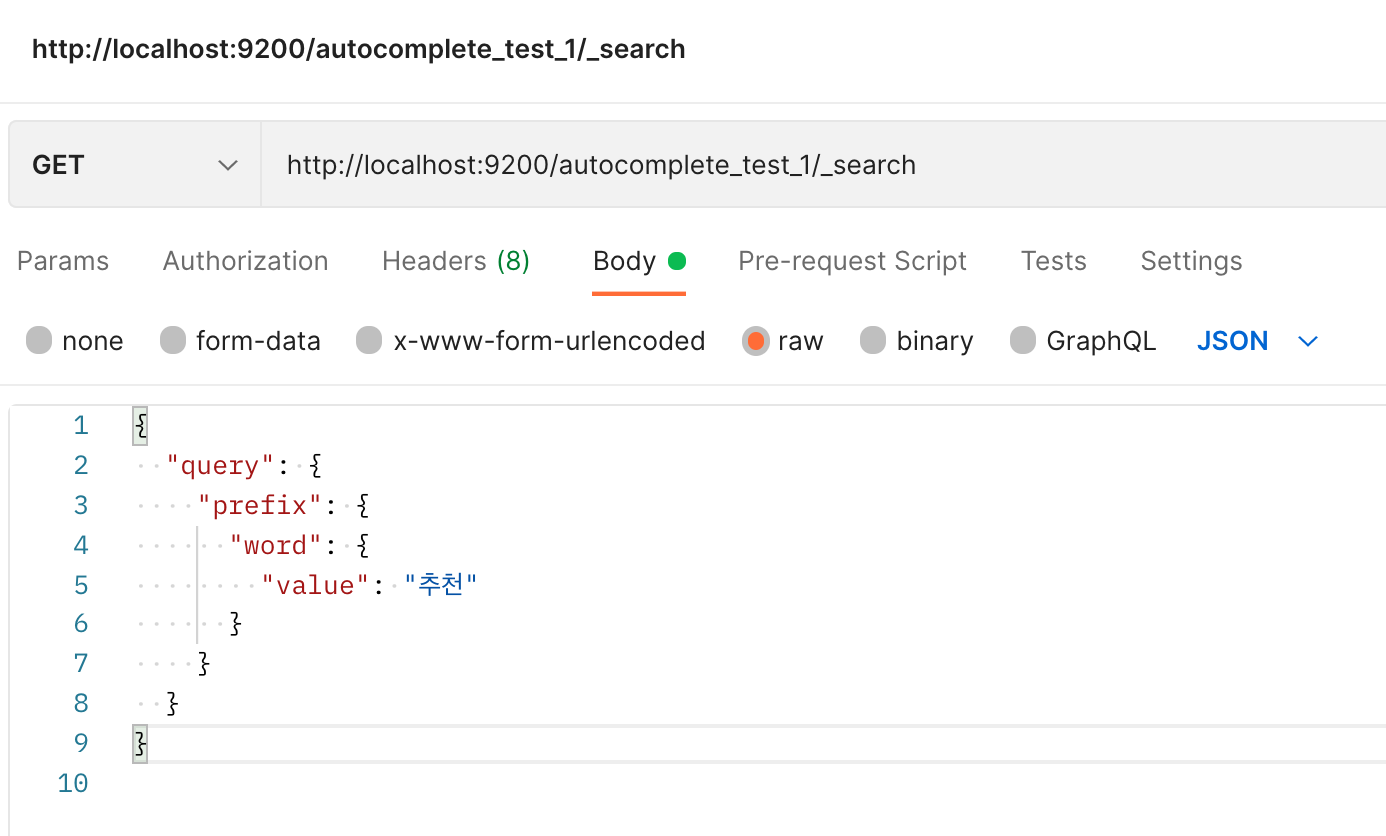 http://localhost:9200/autocomplete_test_1/_search
GET http://localhost:9200/autocomplete_test_1/_search
Params Authorization Headers (8) Body Pre-request Script Tests Settings
none form-data x-www-form-urlencoded raw binary GraphQL JSON
1 {
2   "query": {
3     "prefix": {
4       "word": {
5         "value": "추천"
6       }
7     }
8   }
9 }
10